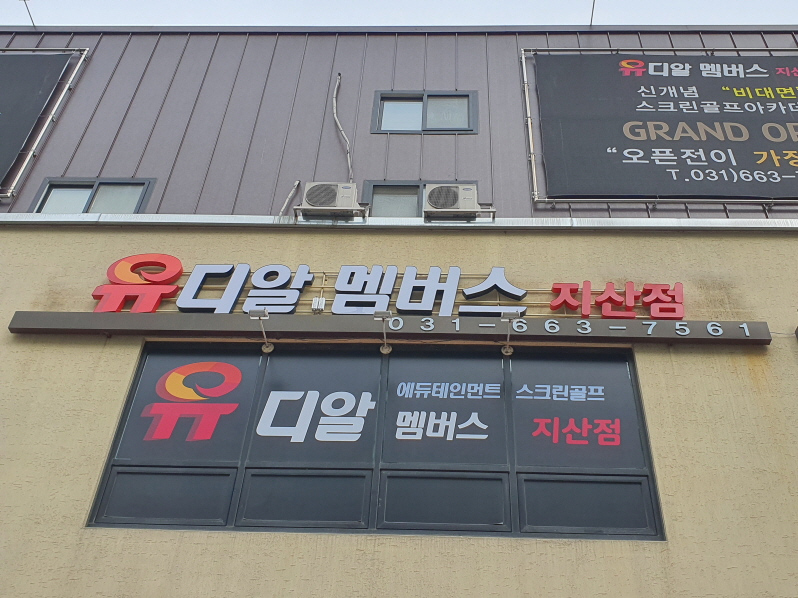 유디알 멤버스
신개념 "비대면
스크린골프아카데
GRAND
"오픈전이 가장
T.031)663-
유디알 멤버스 지산점
031-663-7561
유디알 에듀테인먼트 스크린골프
멤버스 지산점